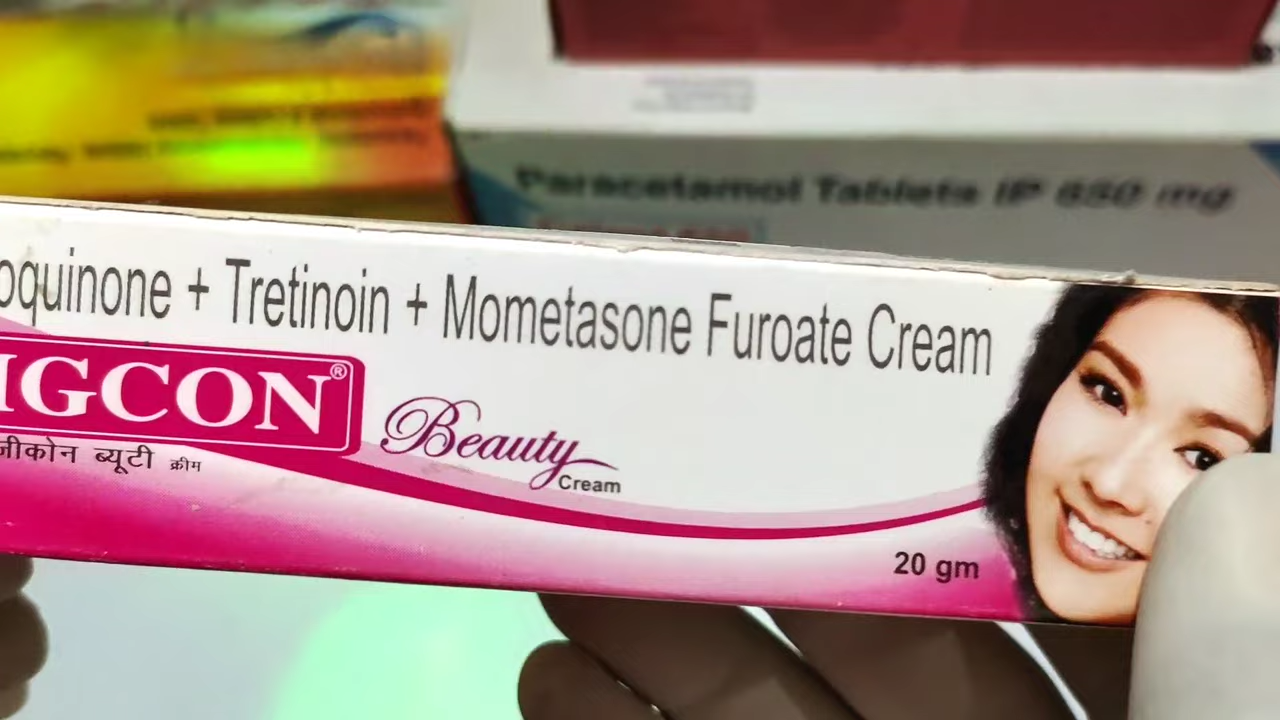 Paracetamol Tablets IP 650 mg
oquinone + Tretinoin + Mometasone Furoate Cream
IGCON®
जीकोन ब्यूटी क्रीम
Beauty
Cream
20 gm